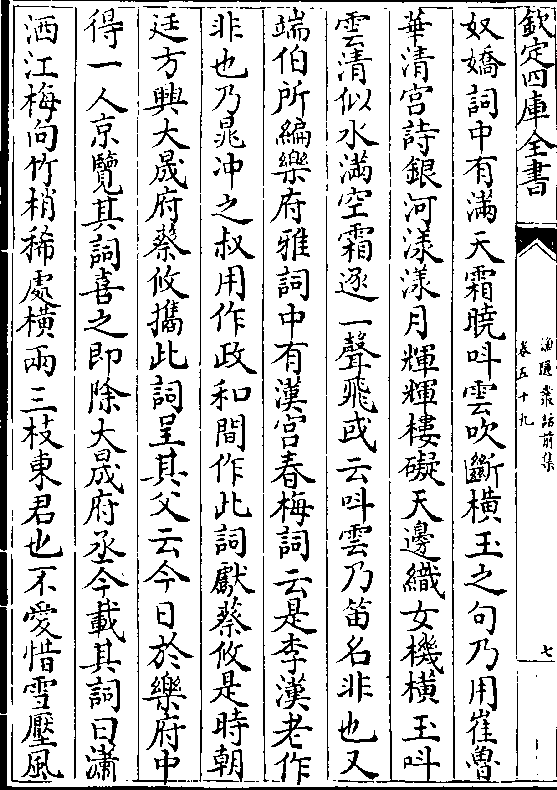 欽定四庫全書
漁隱叢話前集
卷五十九
七
奴嬌詞中有滿天霜曉叫雲吹斷橫玉之句乃用崔魯
華清宮詩銀河漾漾月輝輝樓礙天邊織女機橫玉叫
雲清似水滿空霜逐一聲飛或云叫雲乃笛名非也又
端伯所編樂府雅詞中有漢宮春梅詞云是李漢老作
非也乃晁冲之叔用作政和間作此詞獻蔡攸是時朝
廷方興大晟府蔡攸擕此詞呈其父云今日於樂府中
得一人京覽其詞喜之即除大晟府丞今載其詞曰瀟
洒江梅向竹梢稀處橫兩三枝東君也不愛惜雪壓風